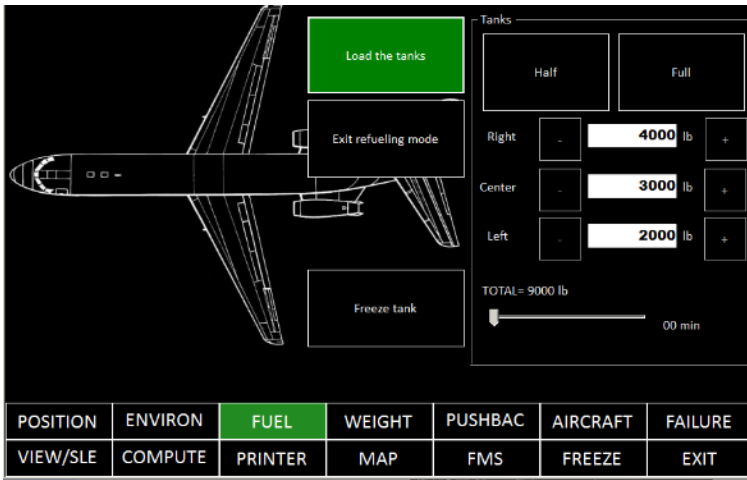 Tanks
Load the tanks
Half
Full
Exit refueling mode
Right - 4000 lb +
Center - 3000 lb +
Left - 2000 lb +
TOTAL= 9000 lb
Freeze tank
00 min
POSITION ENVIRON FUEL WEIGHT PUSHBAC AIRCRAFT FAILURE
VIEW/SLE COMPUTE PRINTER MAP FMS FREEZE EXIT